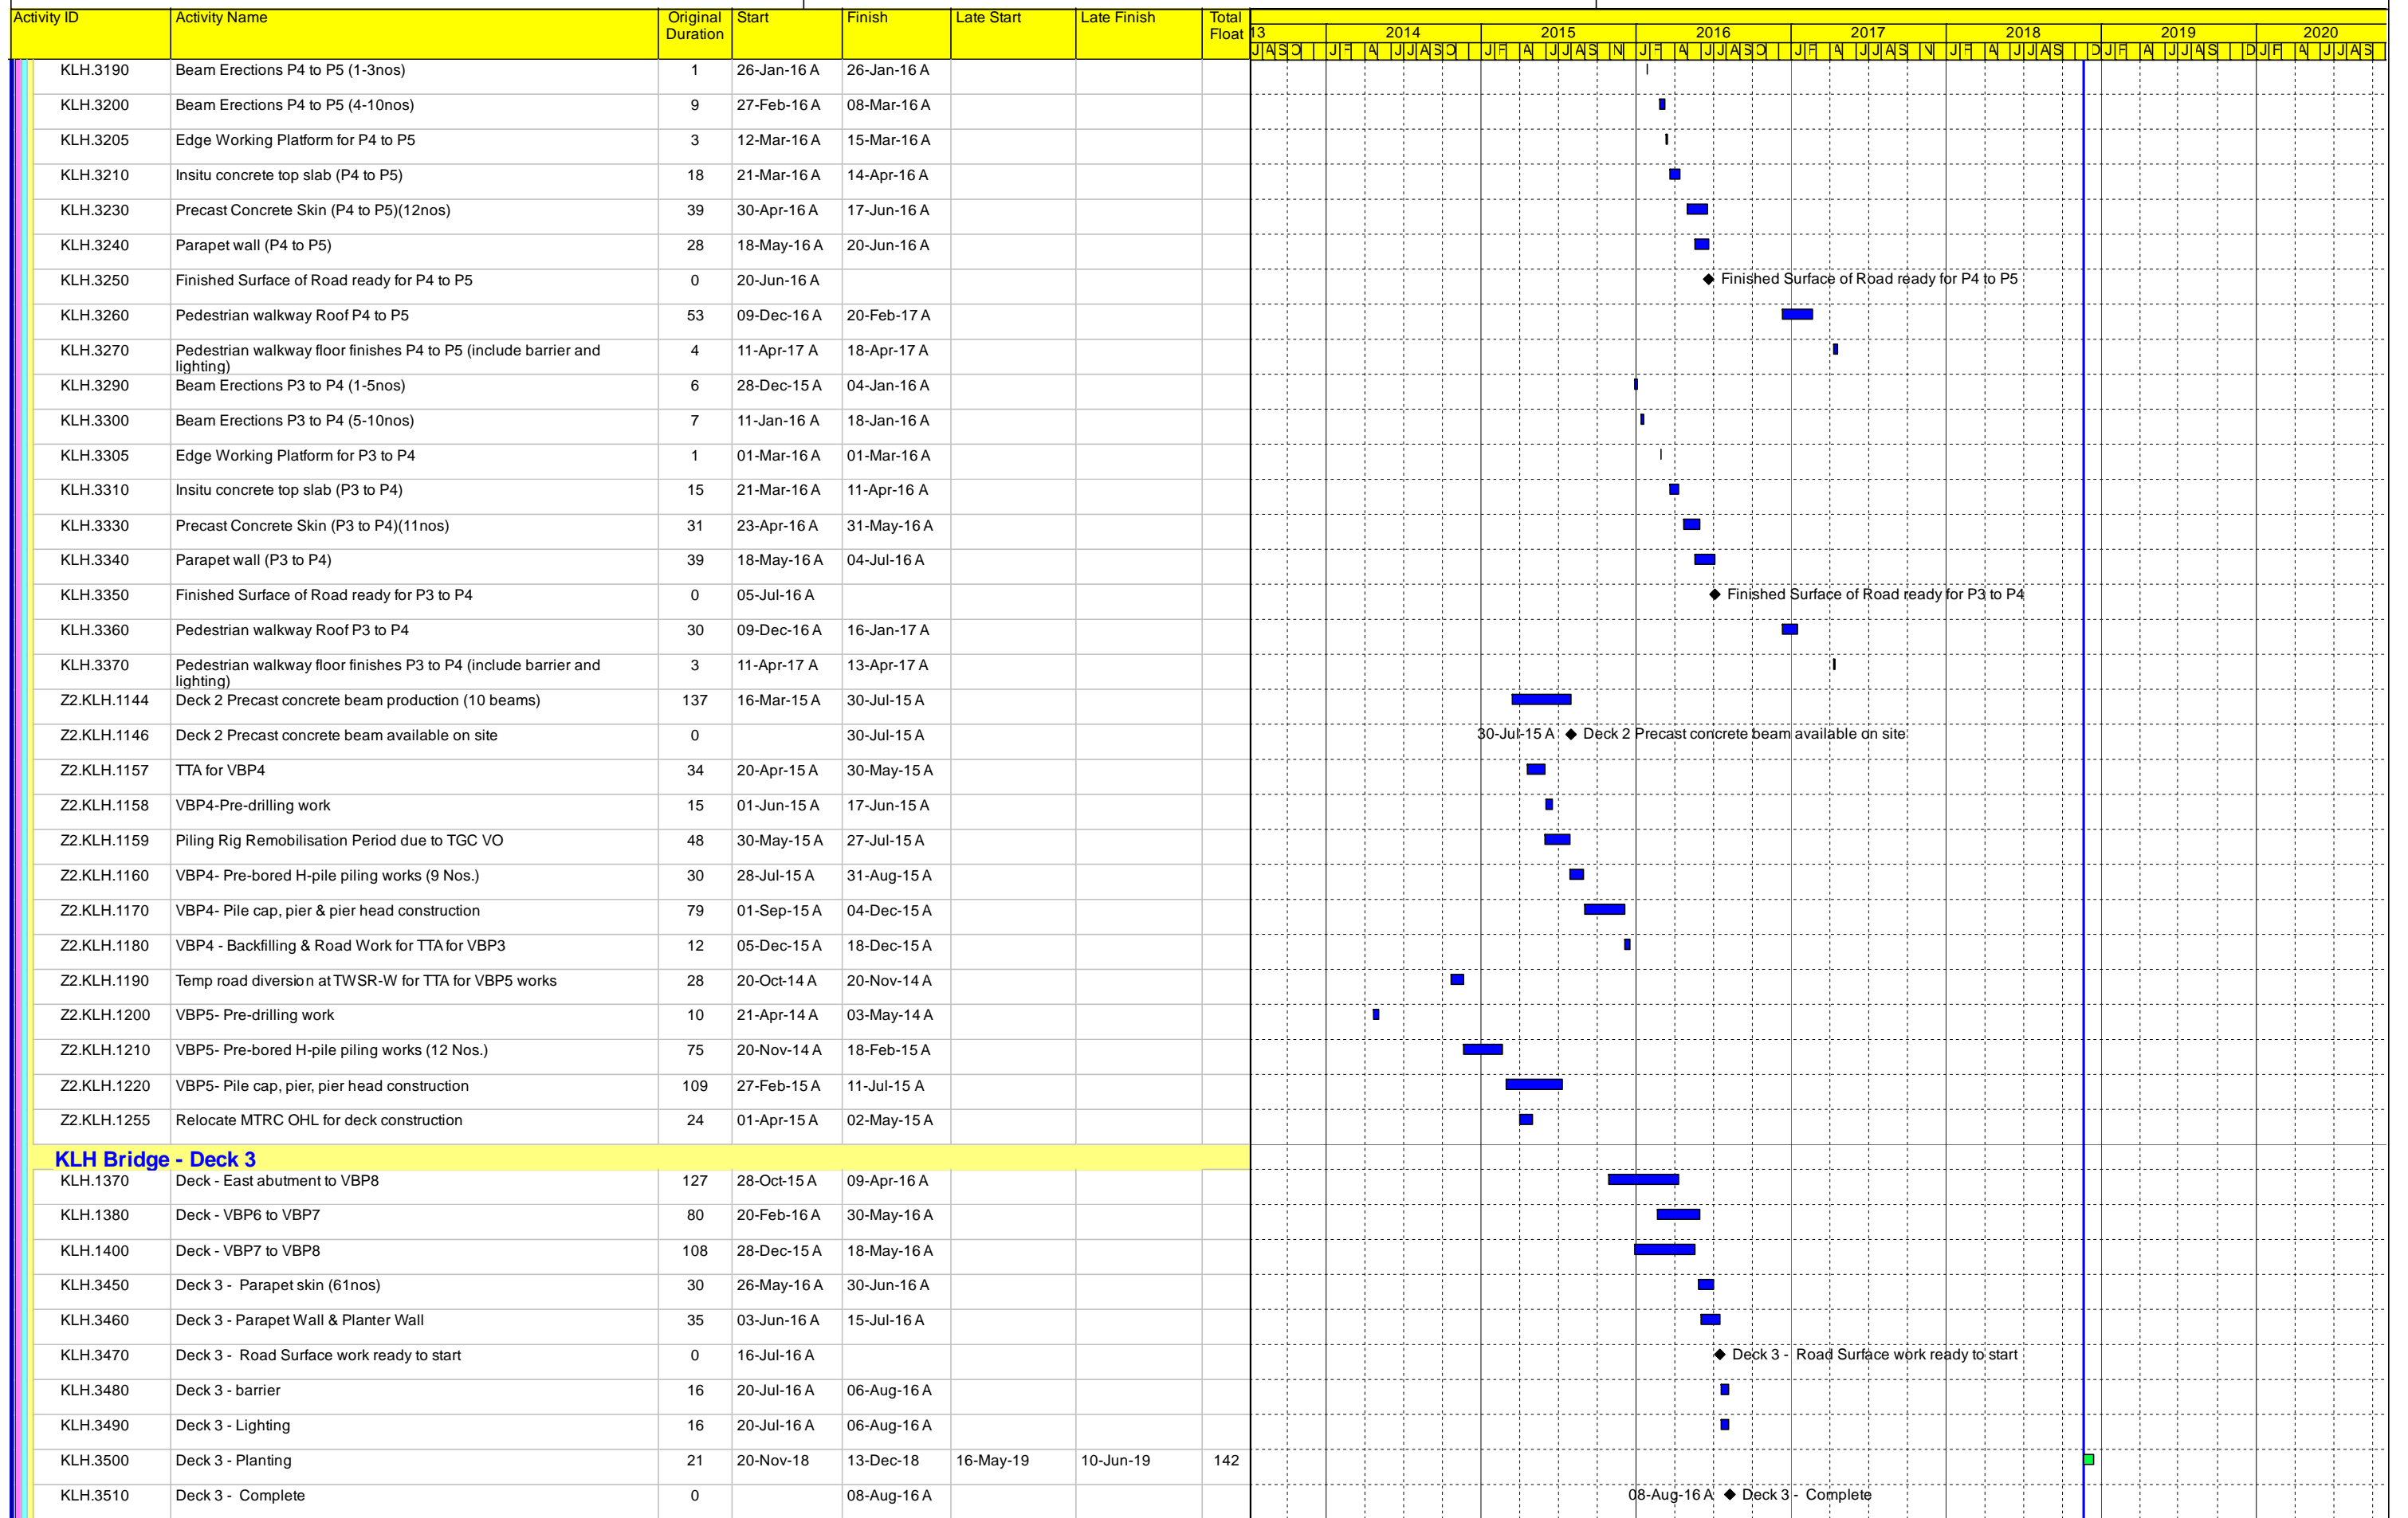 Activity ID Activity Name Original Duration Start Finish Late Start Late Finish Total Float
13 2014 2015 2016 2017 2018 2019 2020
J A S O J F A J J A S O J F A J J A S N J F A J J A S O J F A J J A S N J F A J J A S D J F A J J A S D J F A J J A S
KLH.3190 Beam Erections P4 to P5 (1-3nos) 1 26-Jan-16 A 26-Jan-16 A
KLH.3200 Beam Erections P4 to P5 (4-10nos) 9 27-Feb-16 A 08-Mar-16 A
KLH.3205 Edge Working Platform for P4 to P5 3 12-Mar-16 A 15-Mar-16 A
KLH.3210 Insitu concrete top slab (P4 to P5) 18 21-Mar-16 A 14-Apr-16 A
KLH.3230 Precast Concrete Skin (P4 to P5)(12nos) 39 30-Apr-16 A 17-Jun-16 A
KLH.3240 Parapet wall (P4 to P5) 28 18-May-16 A 20-Jun-16 A
KLH.3250 Finished Surface of Road ready for P4 to P5 0 20-Jun-16 A Finished Surface of Road ready for P4 to P5
KLH.3260 Pedestrian walkway Roof P4 to P5 53 09-Dec-16 A 20-Feb-17 A
KLH.3270 Pedestrian walkway floor finishes P4 to P5 (include barrier and 4 11-Apr-17 A 18-Apr-17 A
lighting)
KLH.3290 Beam Erections P3 to P4 (1-5nos) 6 28-Dec-15 A 04-Jan-16 A
KLH.3300 Beam Erections P3 to P4 (5-10nos) 7 11-Jan-16 A 18-Jan-16 A
KLH.3305 Edge Working Platform for P3 to P4 1 01-Mar-16 A 01-Mar-16 A
KLH.3310 Insitu concrete top slab (P3 to P4) 15 21-Mar-16 A 11-Apr-16 A
KLH.3330 Precast Concrete Skin (P3 to P4)(11nos) 31 23-Apr-16 A 31-May-16 A
KLH.3340 Parapet wall (P3 to P4) 39 18-May-16 A 04-Jul-16 A
KLH.3350 Finished Surface of Road ready for P3 to P4 0 05-Jul-16 A Finished Surface of Road ready for P3 to P4
KLH.3360 Pedestrian walkway Roof P3 to P4 30 09-Dec-16 A 16-Jan-17 A
KLH.3370 Pedestrian walkway floor finishes P3 to P4 (include barrier and 3 11-Apr-17 A 13-Apr-17 A
lighting)
Z2.KLH.1144 Deck 2 Precast concrete beam production (10 beams) 137 16-Mar-15 A 30-Jul-15 A
Z2.KLH.1146 Deck 2 Precast concrete beam available on site 0 30-Jul-15 A 30-Jul-15 A Deck 2 Precast concrete beam available on site
Z2.KLH.1157 TTA for VBP4 34 20-Apr-15 A 30-May-15 A
Z2.KLH.1158 VBP4-Pre-drilling work 15 01-Jun-15 A 17-Jun-15 A
Z2.KLH.1159 Piling Rig Remobilisation Period due to TGC VO 48 30-May-15 A 27-Jul-15 A
Z2.KLH.1160 VBP4- Pre-bored H-pile piling works (9 Nos.) 30 28-Jul-15 A 31-Aug-15 A
Z2.KLH.1170 VBP4- Pile cap, pier & pier head construction 79 01-Sep-15 A 04-Dec-15 A
Z2.KLH.1180 VBP4 - Backfilling & Road Work for TTA for VBP3 12 05-Dec-15 A 18-Dec-15 A
Z2.KLH.1190 Temp road diversion at TWSR-W for TTA for VBP5 works 28 20-Oct-14 A 20-Nov-14 A
Z2.KLH.1200 VBP5- Pre-drilling work 10 21-Apr-14 A 03-May-14 A
Z2.KLH.1210 VBP5- Pre-bored H-pile piling works (12 Nos.) 75 20-Nov-14 A 18-Feb-15 A
Z2.KLH.1220 VBP5- Pile cap, pier, pier head construction 109 27-Feb-15 A 11-Jul-15 A
Z2.KLH.1255 Relocate MTRC OHL for deck construction 24 01-Apr-15 A 02-May-15 A
KLH Bridge - Deck 3
KLH.1370 Deck - East abutment to VBP8 127 28-Oct-15 A 09-Apr-16 A
KLH.1380 Deck - VBP6 to VBP7 80 20-Feb-16 A 30-May-16 A
KLH.1400 Deck - VBP7 to VBP8 108 28-Dec-15 A 18-May-16 A
KLH.3450 Deck 3 - Parapet skin (61nos) 30 26-May-16 A 30-Jun-16 A
KLH.3460 Deck 3 - Parapet Wall & Planter Wall 35 03-Jun-16 A 15-Jul-16 A
KLH.3470 Deck 3 - Road Surface work ready to start 0 16-Jul-16 A Deck 3 - Road Surface work ready to start
KLH.3480 Deck 3 - barrier 16 20-Jul-16 A 06-Aug-16 A
KLH.3490 Deck 3 - Lighting 16 20-Jul-16 A 06-Aug-16 A
KLH.3500 Deck 3 - Planting 21 20-Nov-18 13-Dec-18 16-May-19 10-Jun-19 142
KLH.3510 Deck 3 - Complete 0 08-Aug-16 A 08-Aug-16 A Deck 3 - Complete